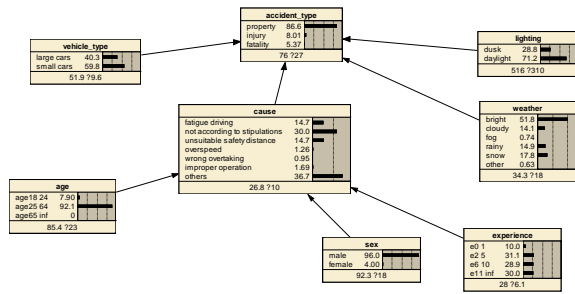 accident_type
property 86.6
injury 8.01
fatality 5.37
76 ?27
vehicle_type
large cars 40.3
small cars 59.8
51.9 ?9.6
lighting
dusk 28.8
daylight 71.2
516 ?310
cause
fatigue driving 14.7
not according to stipulations 30.0
unsuitable safety distance 14.7
overspeed 1.26
wrong overtaking 0.95
improper operation 1.69
others 36.7
26.8 ?10
weather
bright 51.8
cloudy 14.1
fog 0.74
rainy 14.9
snow 17.8
other 0.63
34.3 ?18
age
age18 24 7.90
age25 64 92.1
age65 inf 0
85.4 ?23
sex
male 96.0
female 4.00
92.3 ?18
experience
e0 1 10.0
e2 5 31.1
e6 10 28.9
e11 inf 30.0
28 ?6.1